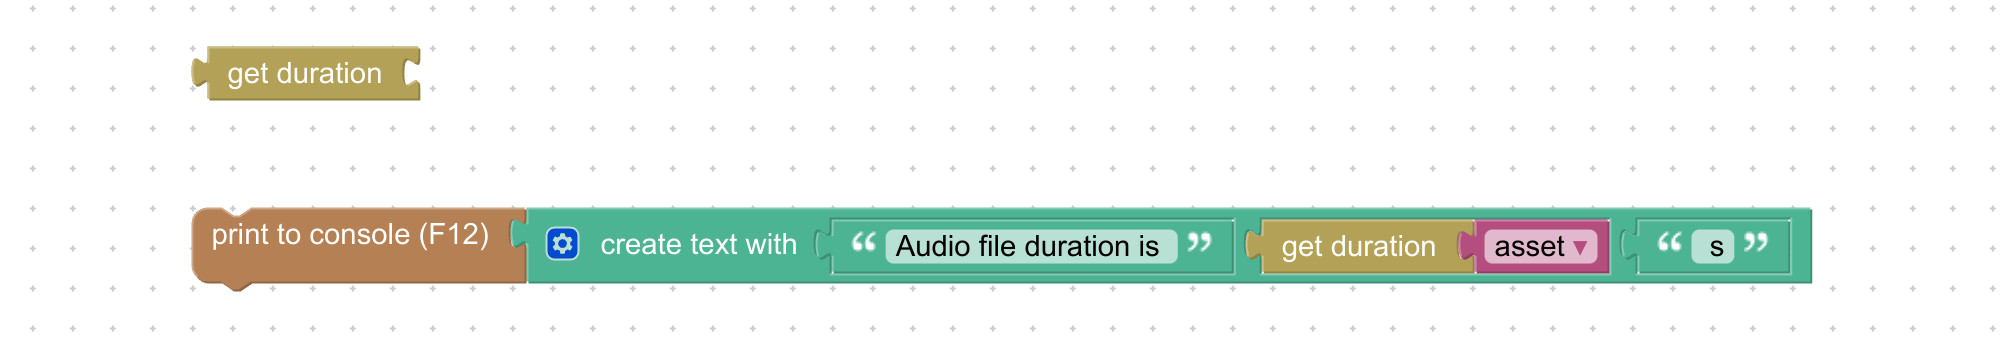 get duration
print to console (F12) create text with “ Audio file duration is ” get duration asset ▾ “ s ”